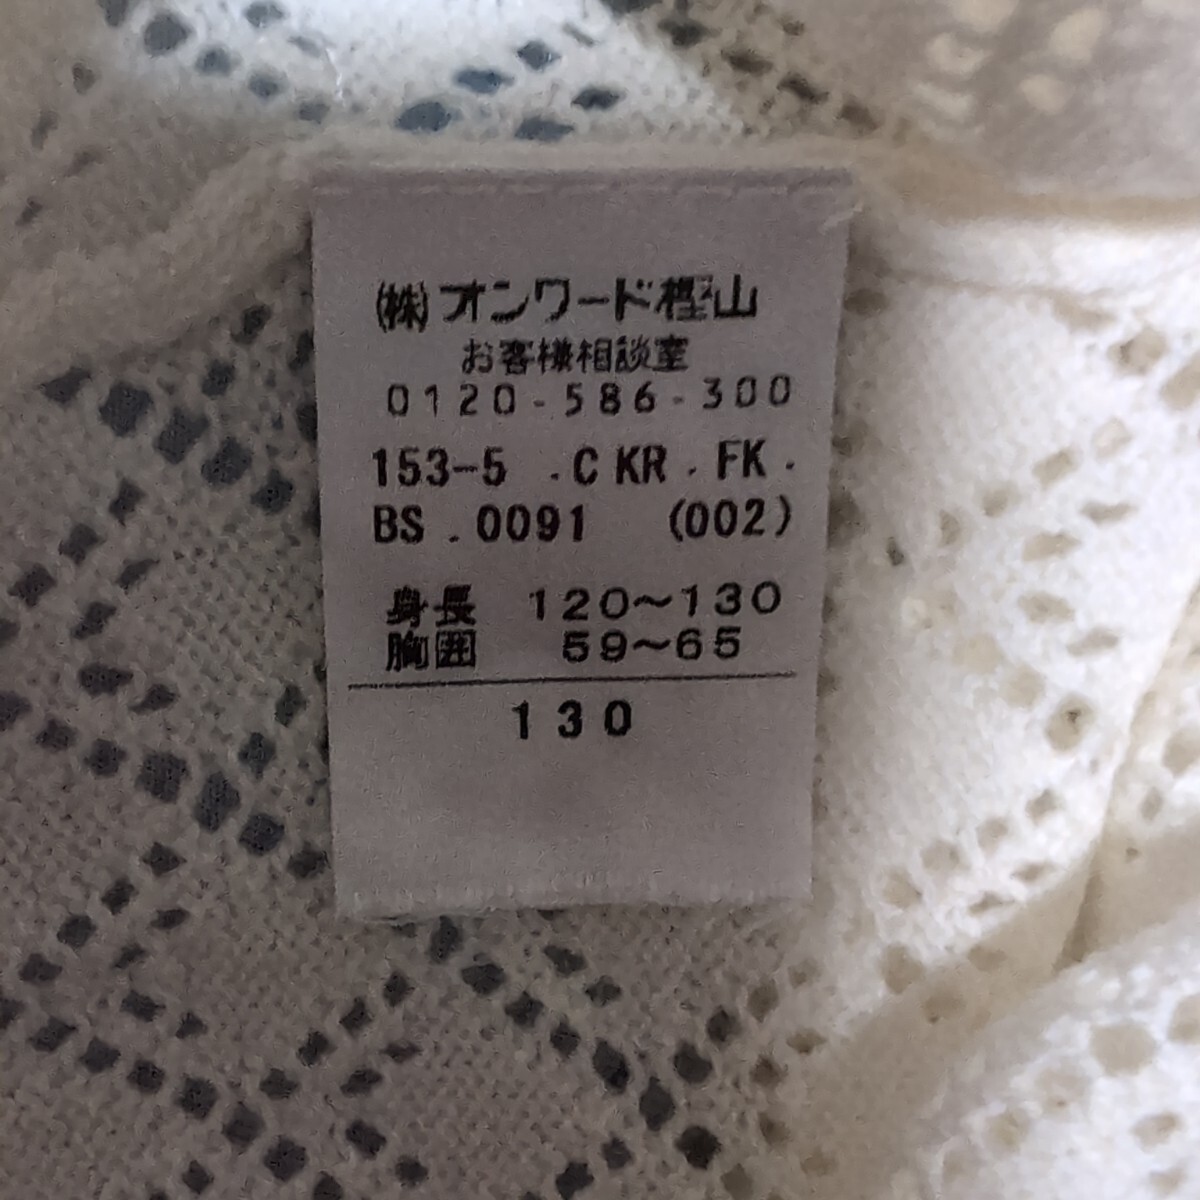 ㈱オンワード樫山
お客様相談室
0120-586-300
153-5 .CKR.FK.
BS.0091 (002)
身長 120～130
胸囲 59～65
130